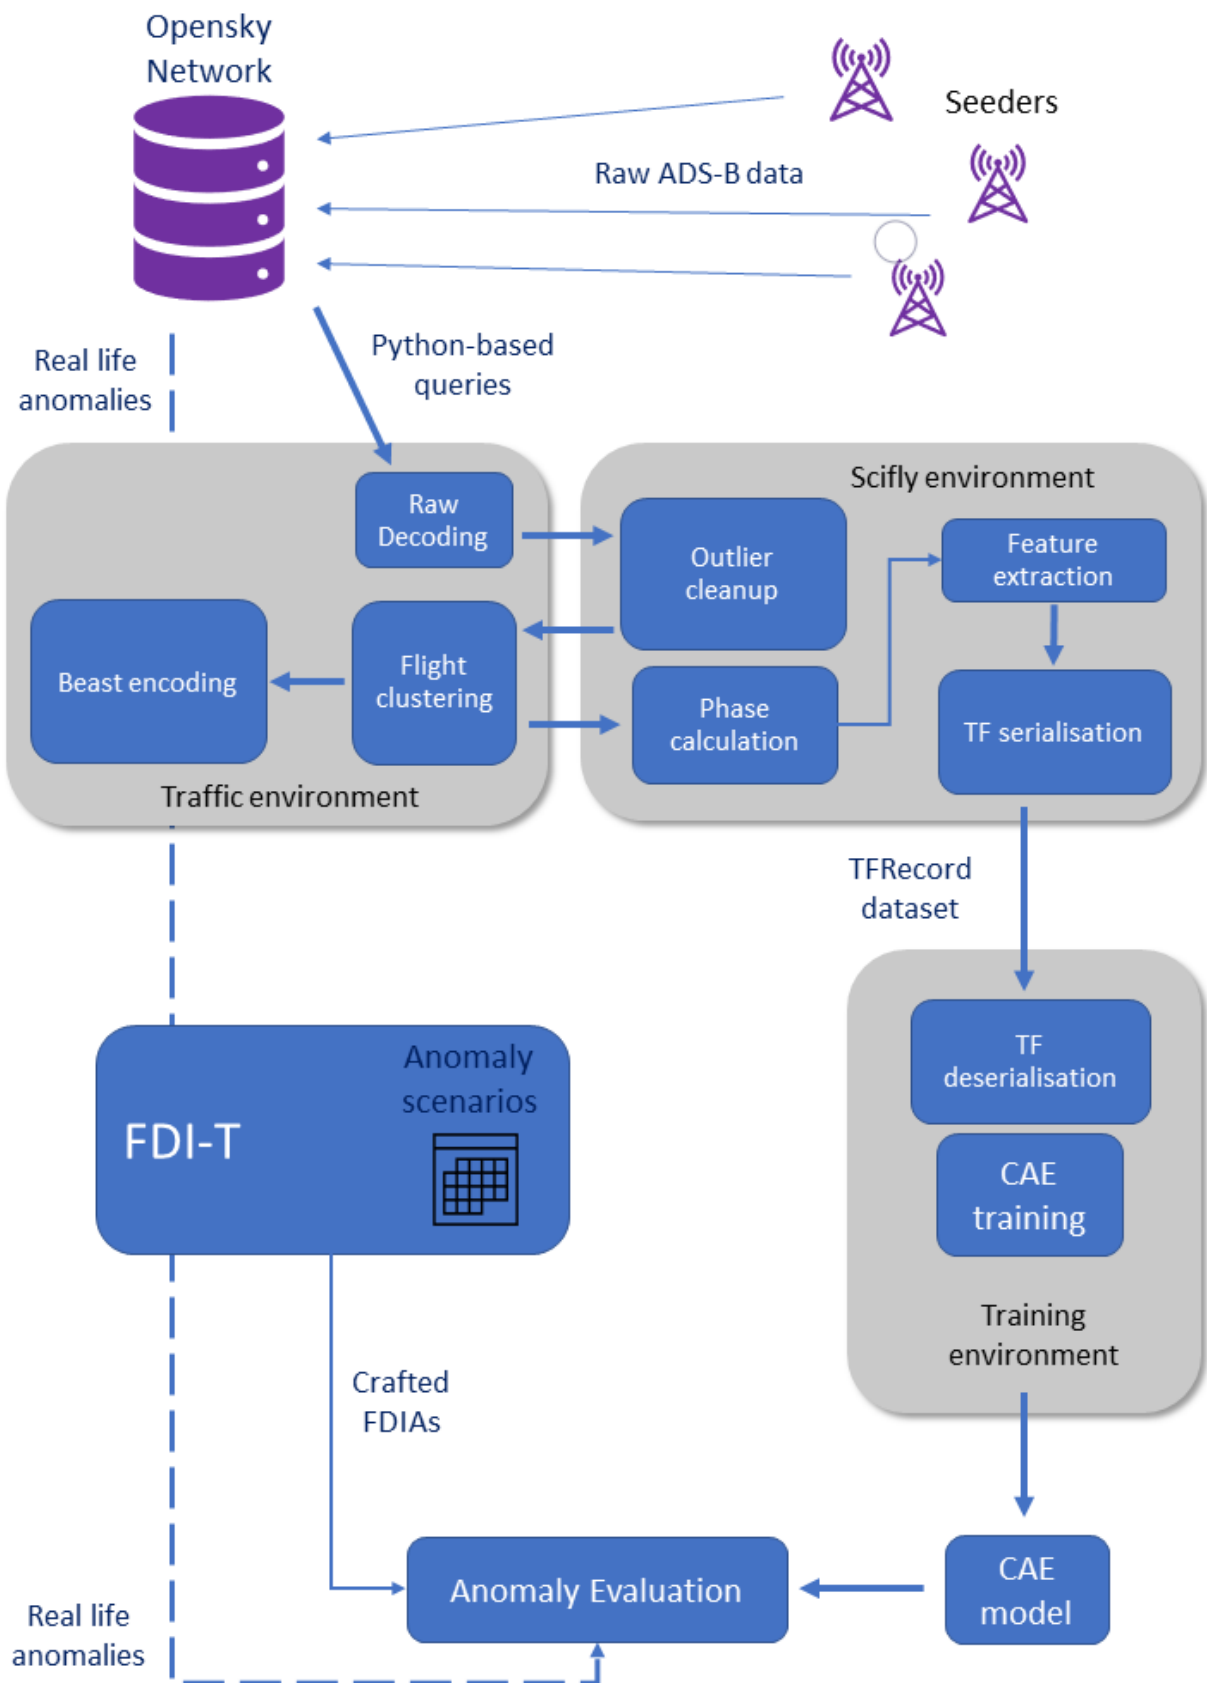 Opensky
Network
Seeders
Raw ADS-B data
Real life
anomalies
Python-based
queries
Scifly environment
Raw
Decoding
Outlier
cleanup
Feature
extraction
Beast encoding
Flight
clustering
Phase
calculation
TF serialisation
Traffic environment
TFRecord
dataset
TF
deserialisation
Anomaly
scenarios
FDI-T
CAE
training
Training
environment
Crafted
FDIAs
Anomaly Evaluation
CAE
model
Real life
anomalies